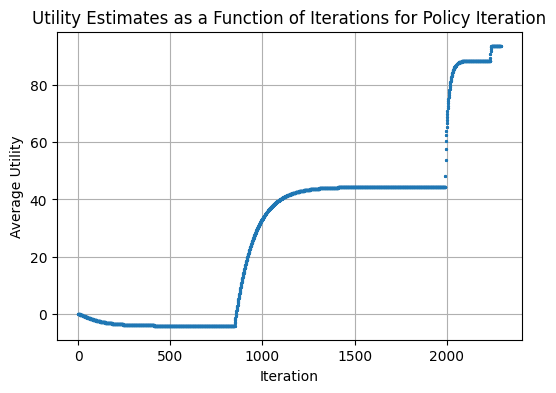 Utility Estimates as a Function of Iterations for Policy Iteration
Average Utility
80
60
40
20
0
0 500 1000 1500 2000
Iteration